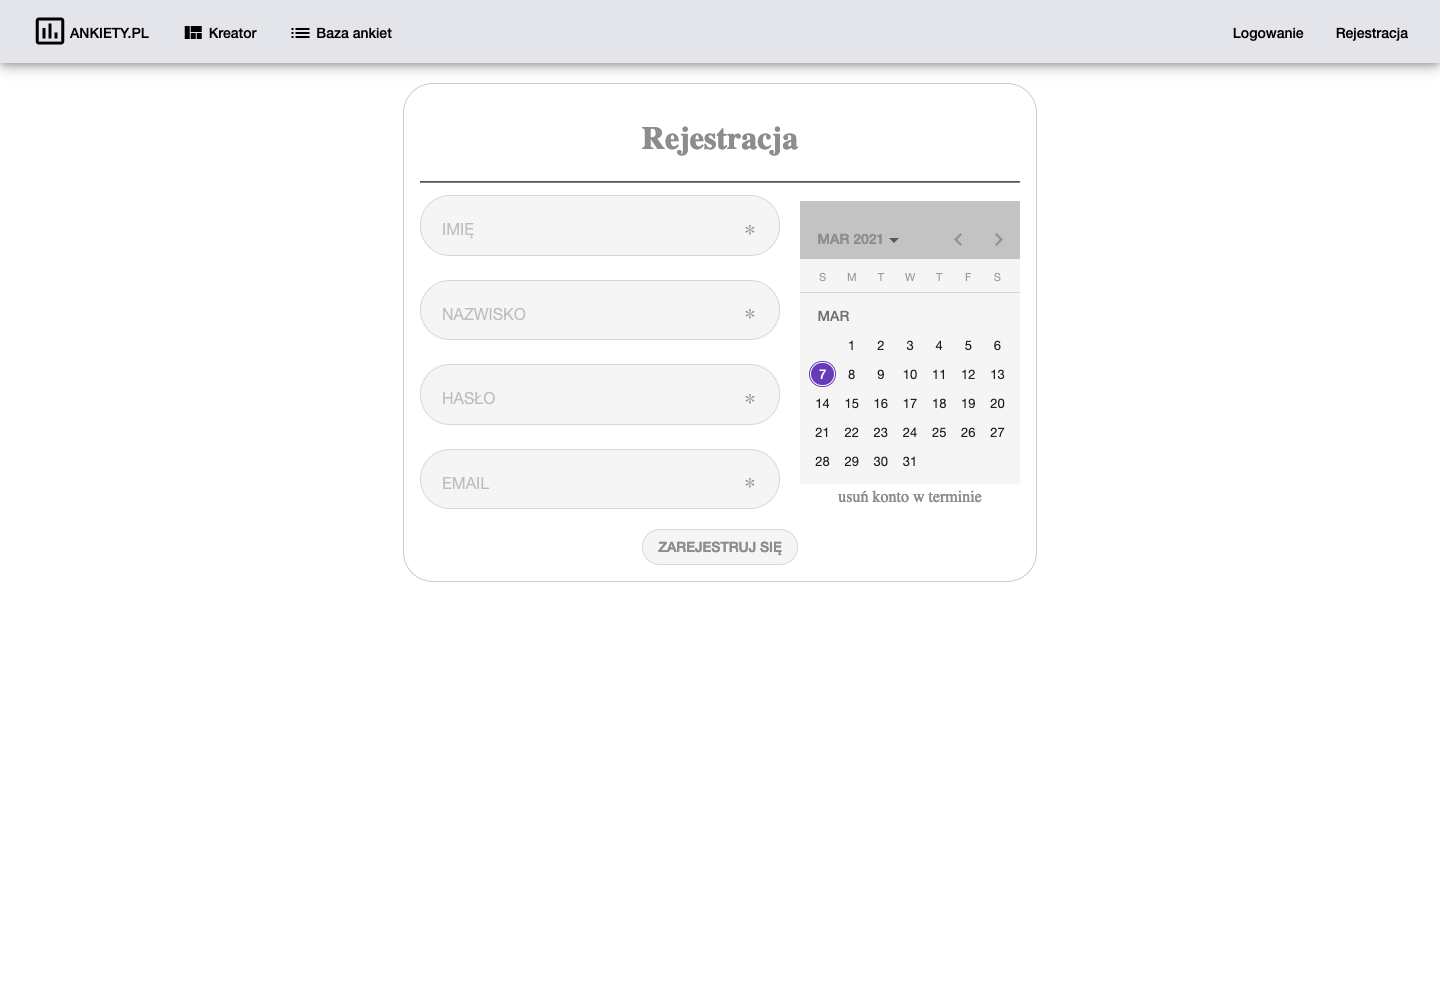 ANKIETY.PL Kreator Baza ankiet Logowanie Rejestracja
Rejestracja
IMIĘ *
NAZWISKO *
HASŁO *
EMAIL *
MAR 2021
S M T W T F S
MAR
1 2 3 4 5 6
7 8 9 10 11 12 13
14 15 16 17 18 19 20
21 22 23 24 25 26 27
28 29 30 31
usuń konto w terminie
ZAREJESTRUJ SIĘ